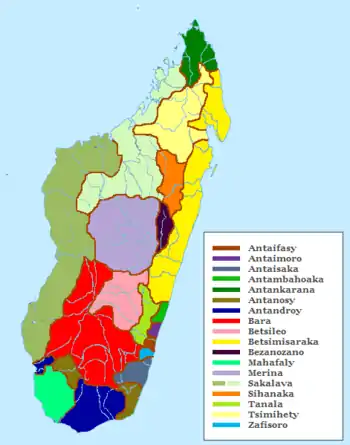 Antaifasy
Antaimoro
Antaisaka
Antambahoaka
Antankarana
Antanosy
Antandroy
Bara
Betsileo
Betsimisaraka
Bezanozano
Mahafaly
Merina
Sakalava
Sihanaka
Tanala
Tsimihety
Zafisoro